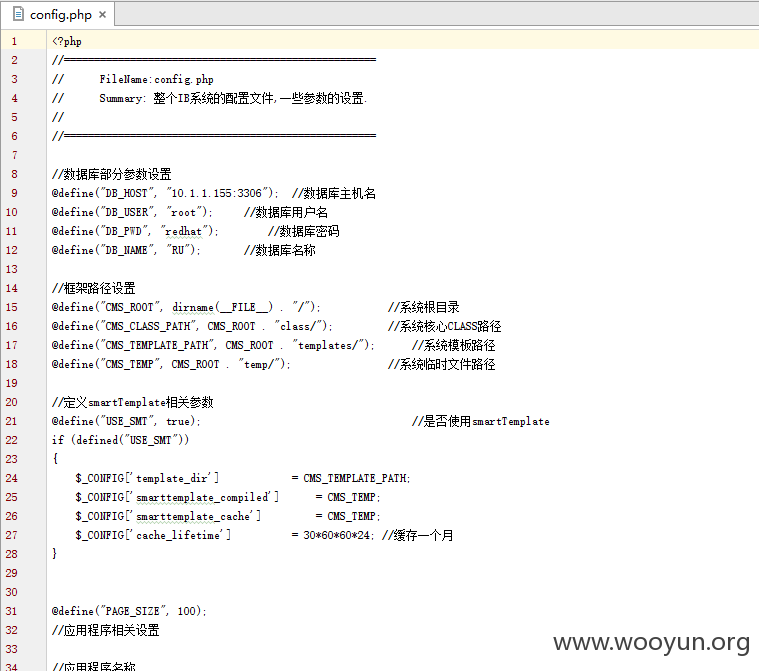 config.php ×
1 <?php
2 //====================================================
3 // FileName:config.php
4 // Summary: 整个IB系统的配置文件,一些参数的设置.
5 //
6 //====================================================
7
8 //数据库部分参数设置
9 @define("DB_HOST", "10.1.1.155:3306"); //数据库主机名
10 @define("DB_USER", "root"); //数据库用户名
11 @define("DB_PWD", "redhat"); //数据库密码
12 @define("DB_NAME", "RU"); //数据库名称
13
14 //框架路径设置
15 @define("CMS_ROOT", dirname(__FILE__) . "/"); //系统根目录
16 @define("CMS_CLASS_PATH", CMS_ROOT . "class/"); //系统核心CLASS路径
17 @define("CMS_TEMPLATE_PATH", CMS_ROOT . "templates/"); //系统模板路径
18 @define("CMS_TEMP", CMS_ROOT . "temp/"); //系统临时文件路径
19
20 //定义smartTemplate相关参数
21 @define("USE_SMT", true); //是否使用smartTemplate
22 if (defined("USE_SMT"))
23 {
24 $_CONFIG['template_dir'] = CMS_TEMPLATE_PATH;
25 $_CONFIG['smarttemplate_compiled'] = CMS_TEMP;
26 $_CONFIG['smarttemplate_cache'] = CMS_TEMP;
27 $_CONFIG['cache_lifetime'] = 30*60*60*24; //缓存一个月
28 }
29
30
31 @define("PAGE_SIZE", 100);
32 //应用程序相关设置
33
34 //应用程序名称
www.wooyun.org